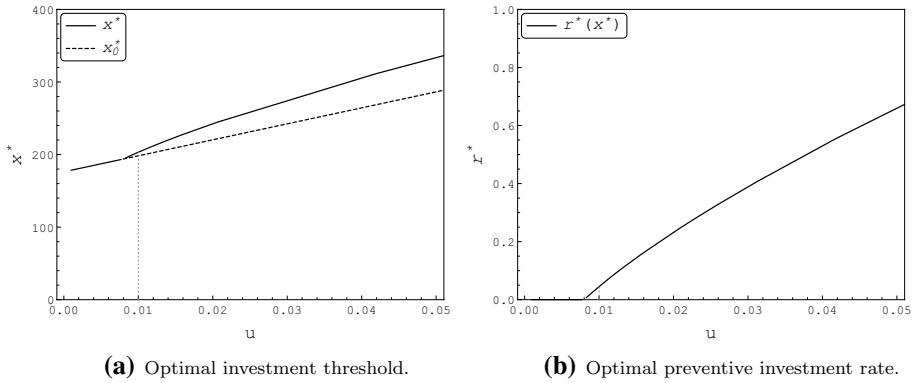 x*
x₀*
400
300
200
100
0
x*
0.00 0.01 0.02 0.03 0.04 0.05
u
(a) Optimal investment threshold.
r*(x*)
1.0
0.8
0.6
0.4
0.2
0.0
r*
0.00 0.01 0.02 0.03 0.04 0.05
u
(b) Optimal preventive investment rate.